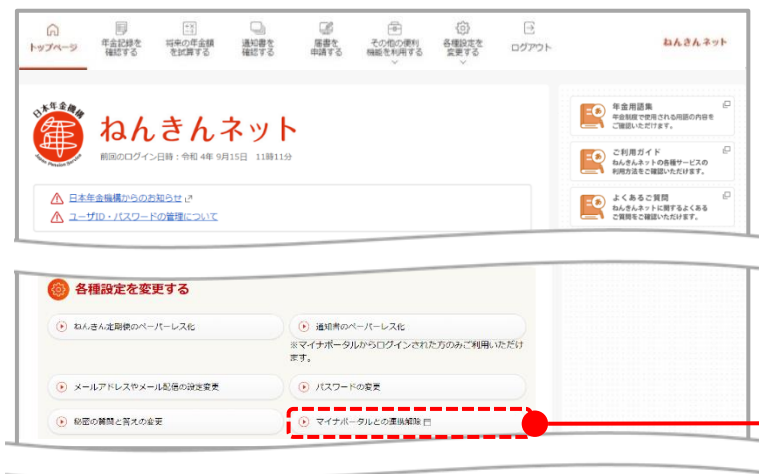 トップページ
年金記録を
確認する
将来の年金額
を試算する
通知書を
確認する
届書を
申請する
その他の便利
機能を利用する
各種設定を
変更する
ログアウト
ねんきんネット
日本年金機構
Japan Pension Service
ねんきんネット
前回のログイン日時：令和 4年 9月15日 11時11分
日本年金機構からのお知らせ
ユーザID・パスワードの管理について
年金用語集
年金制度で使用される用語の内容を
ご確認いただけます。
ご利用ガイド
ねんきんネットの各種サービスの
利用方法をご確認いただけます。
よくあるご質問
ねんきんネットに関するよくある
ご質問をご確認いただけます。
各種設定を変更する
ねんきん定期便のペーパーレス化
通知書のペーパーレス化
※マイナポータルからログインされた方のみご利用いただけ
ます。
メールアドレスやメール配信の設定変更
パスワードの変更
秘密の質問と答えの変更
マイナポータルとの連携解除